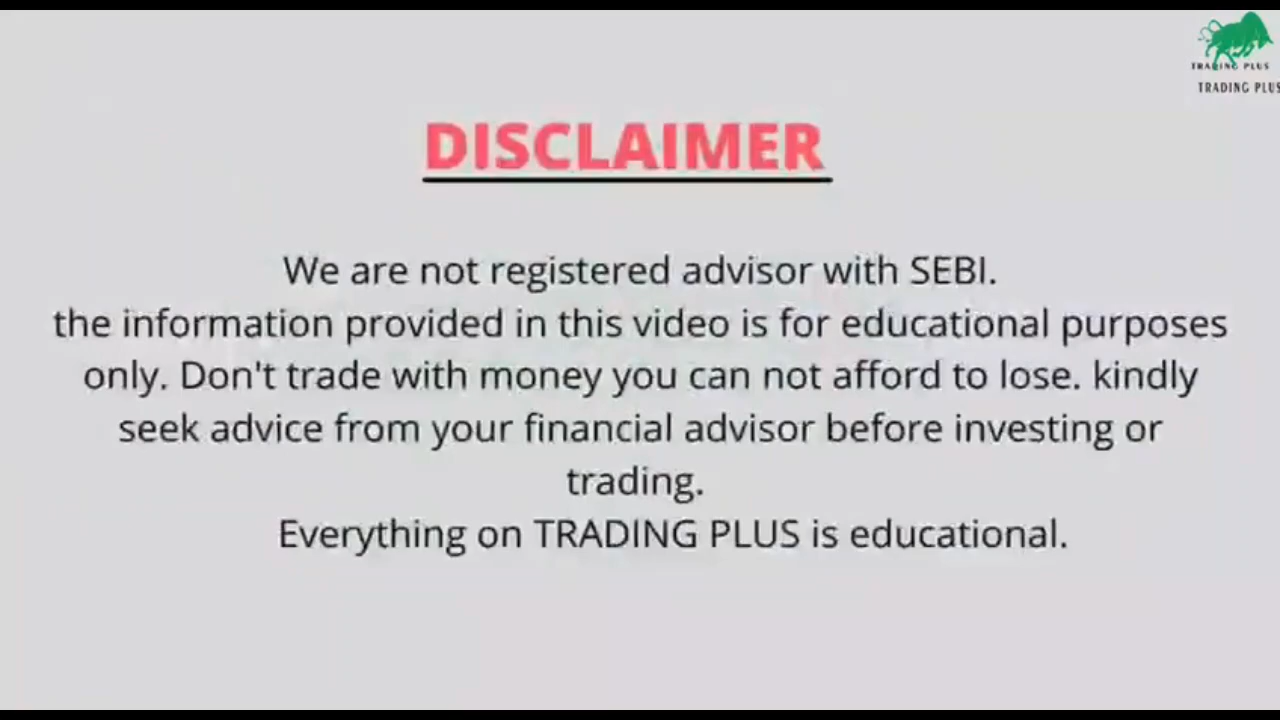 TRADING PLUS
TRADING PLUS
DISCLAIMER
We are not registered advisor with SEBI.
the information provided in this video is for educational purposes
only. Don't trade with money you can not afford to lose. kindly
seek advice from your financial advisor before investing or
trading.
Everything on TRADING PLUS is educational.